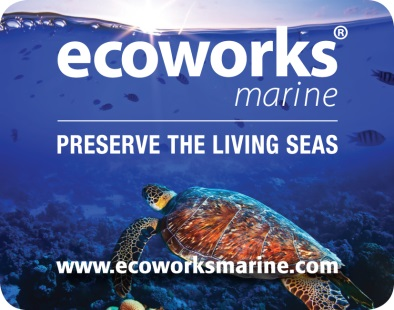 ecoworks®
marine
PRESERVE THE LIVING SEAS
www.ecoworksmarine.com